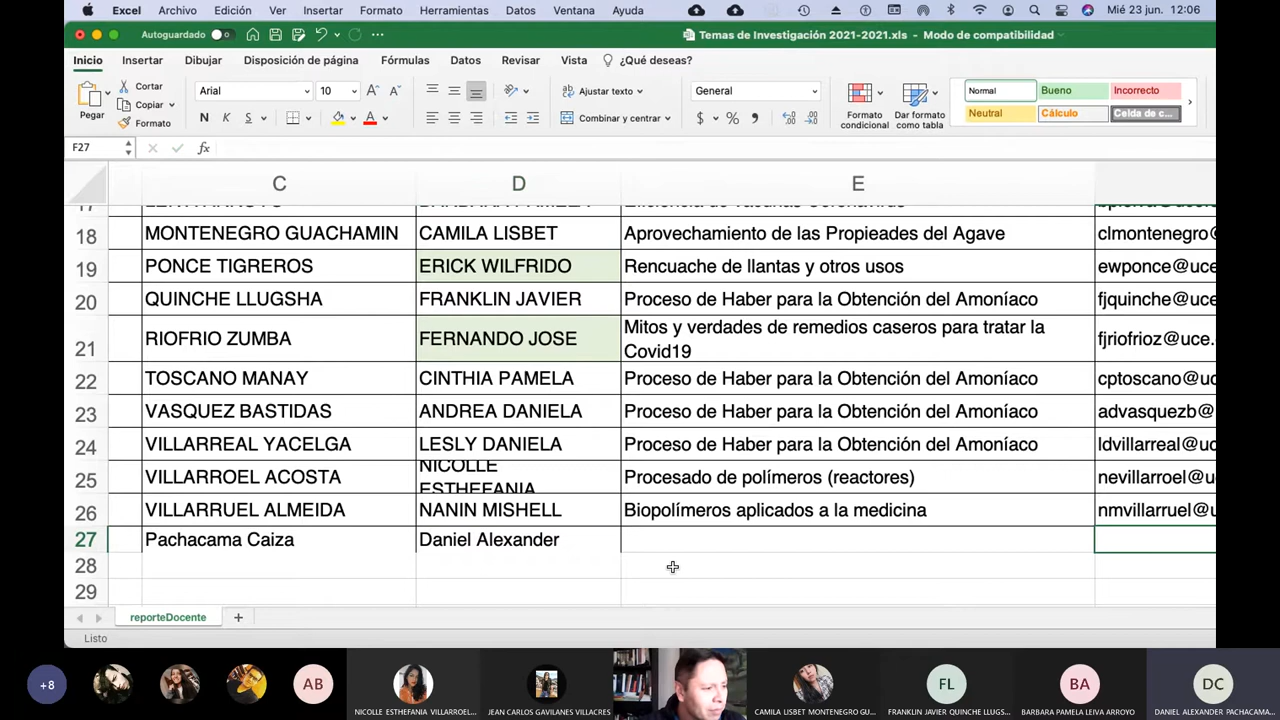 Excel Archivo Edición Ver Insertar Formato Herramientas Datos Ventana Ayuda Mié 23 jun. 12:06
Autoguardado Temas de Investigación 2021-2021.xls - Modo de compatibilidad
Inicio Insertar Dibujar Disposición de página Fórmulas Datos Revisar Vista ¿Qué deseas?
Pegar
Cortar
Copiar
Formato
Arial 10
N K S
A
Ajustar texto
Combinar y centrar
General
$ %
Formato condicional
Dar formato como tabla
Normal Bueno Incorrecto
Neutral Cálculo Celda de c...
F27 fx
C D E
18 MONTENEGRO GUACHAMIN CAMILA LISBET Aprovechamiento de las Propieades del Agave clmontenegro@
19 PONCE TIGREROS ERICK WILFRIDO Rencuache de llantas y otros usos ewponce@uce
20 QUINCHE LLUGSHA FRANKLIN JAVIER Proceso de Haber para la Obtención del Amoníaco fjquinche@uce
21 RIOFRIO ZUMBA FERNANDO JOSE Mitos y verdades de remedios caseros para tratar la Covid19 fjriofrioz@uce.
22 TOSCANO MANAY CINTHIA PAMELA Proceso de Haber para la Obtención del Amoníaco cptoscano@uc
23 VASQUEZ BASTIDAS ANDREA DANIELA Proceso de Haber para la Obtención del Amoníaco advasquezb@
24 VILLARREAL YACELGA LESLY DANIELA Proceso de Haber para la Obtención del Amoníaco ldvillarreal@uc
25 VILLARROEL ACOSTA NICOLLE ESTHEFANIA Procesado de polímeros (reactores) nevillarroel@uc
26 VILLARRUEL ALMEIDA NANIN MISHELL Biopolímeros aplicados a la medicina nmvillarruel@u
27 Pachacama Caiza Daniel Alexander
28
29
reporteDocente
Listo
+8 AB FL BA DC
NICOLLE ESTHEFANIA VILLARROEL... JEAN CARLOS GAVILANES VILLACRES CAMILA LISBET MONTENEGRO GU... FRANKLIN JAVIER QUINCHE LLUGS... BARBARA PAMELA LEIVA ARROYO DANIEL ALEXANDER PACHACAMA...